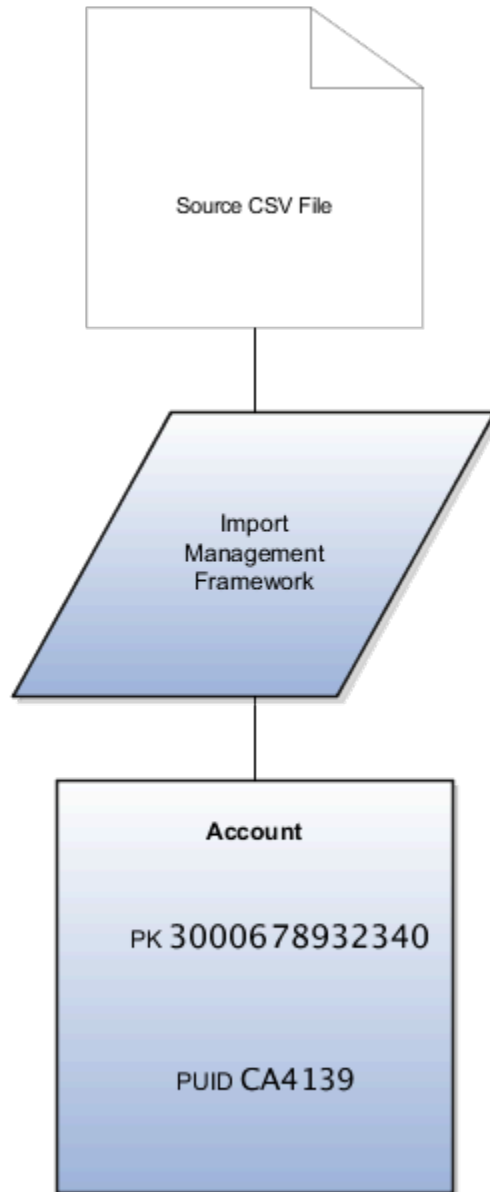 Source CSV File
Import
Management
Framework
Account
PK 3000678932340
PUID CA4139